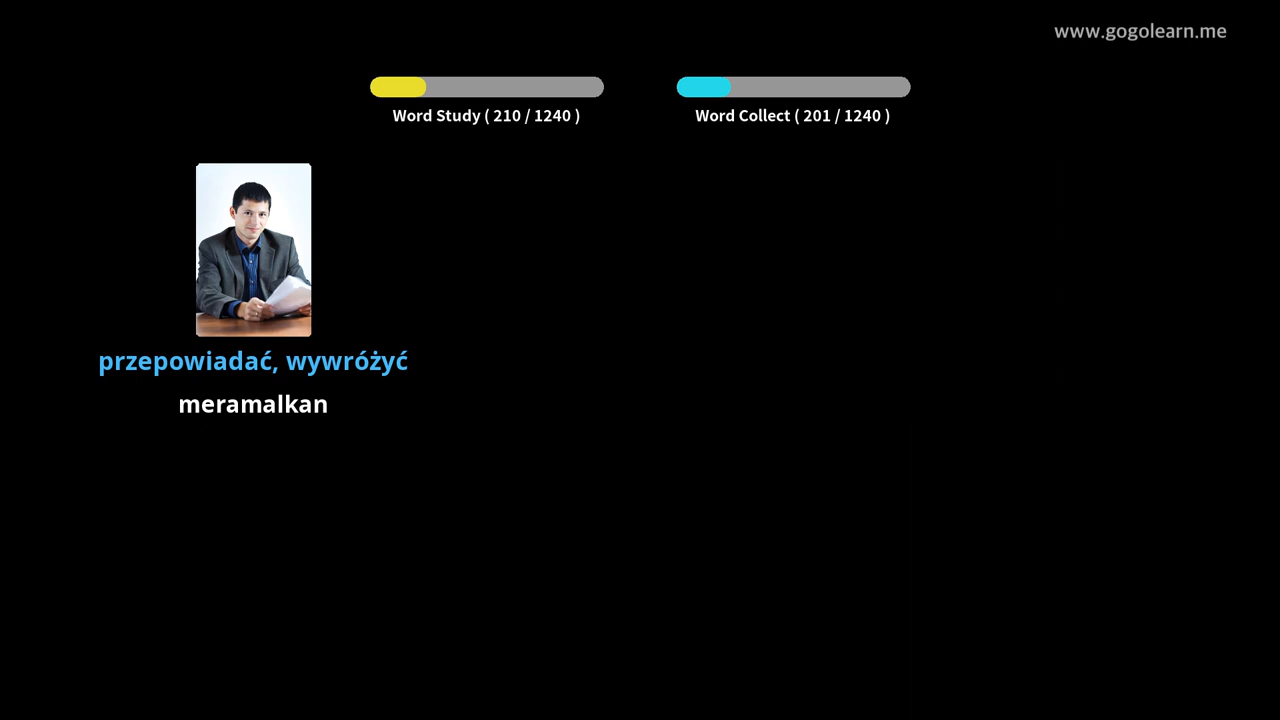 www.gogolearn.me
Word Study ( 210 / 1240 )
Word Collect ( 201 / 1240 )
przepowiadać, wywróżyć
meramalkan